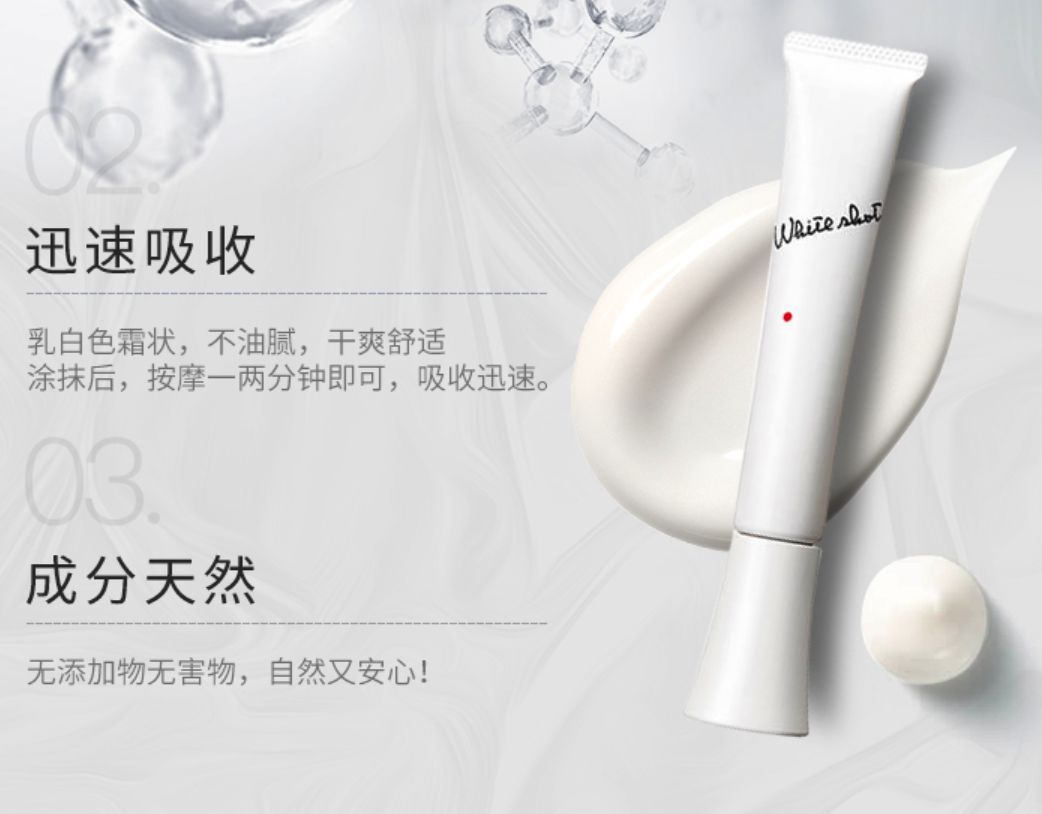 02.
迅速吸收
乳白色霜状，不油腻，干爽舒适
涂抹后，按摩一两分钟即可，吸收迅速。
03.
成分天然
无添加物无害物，自然又安心！
White shot